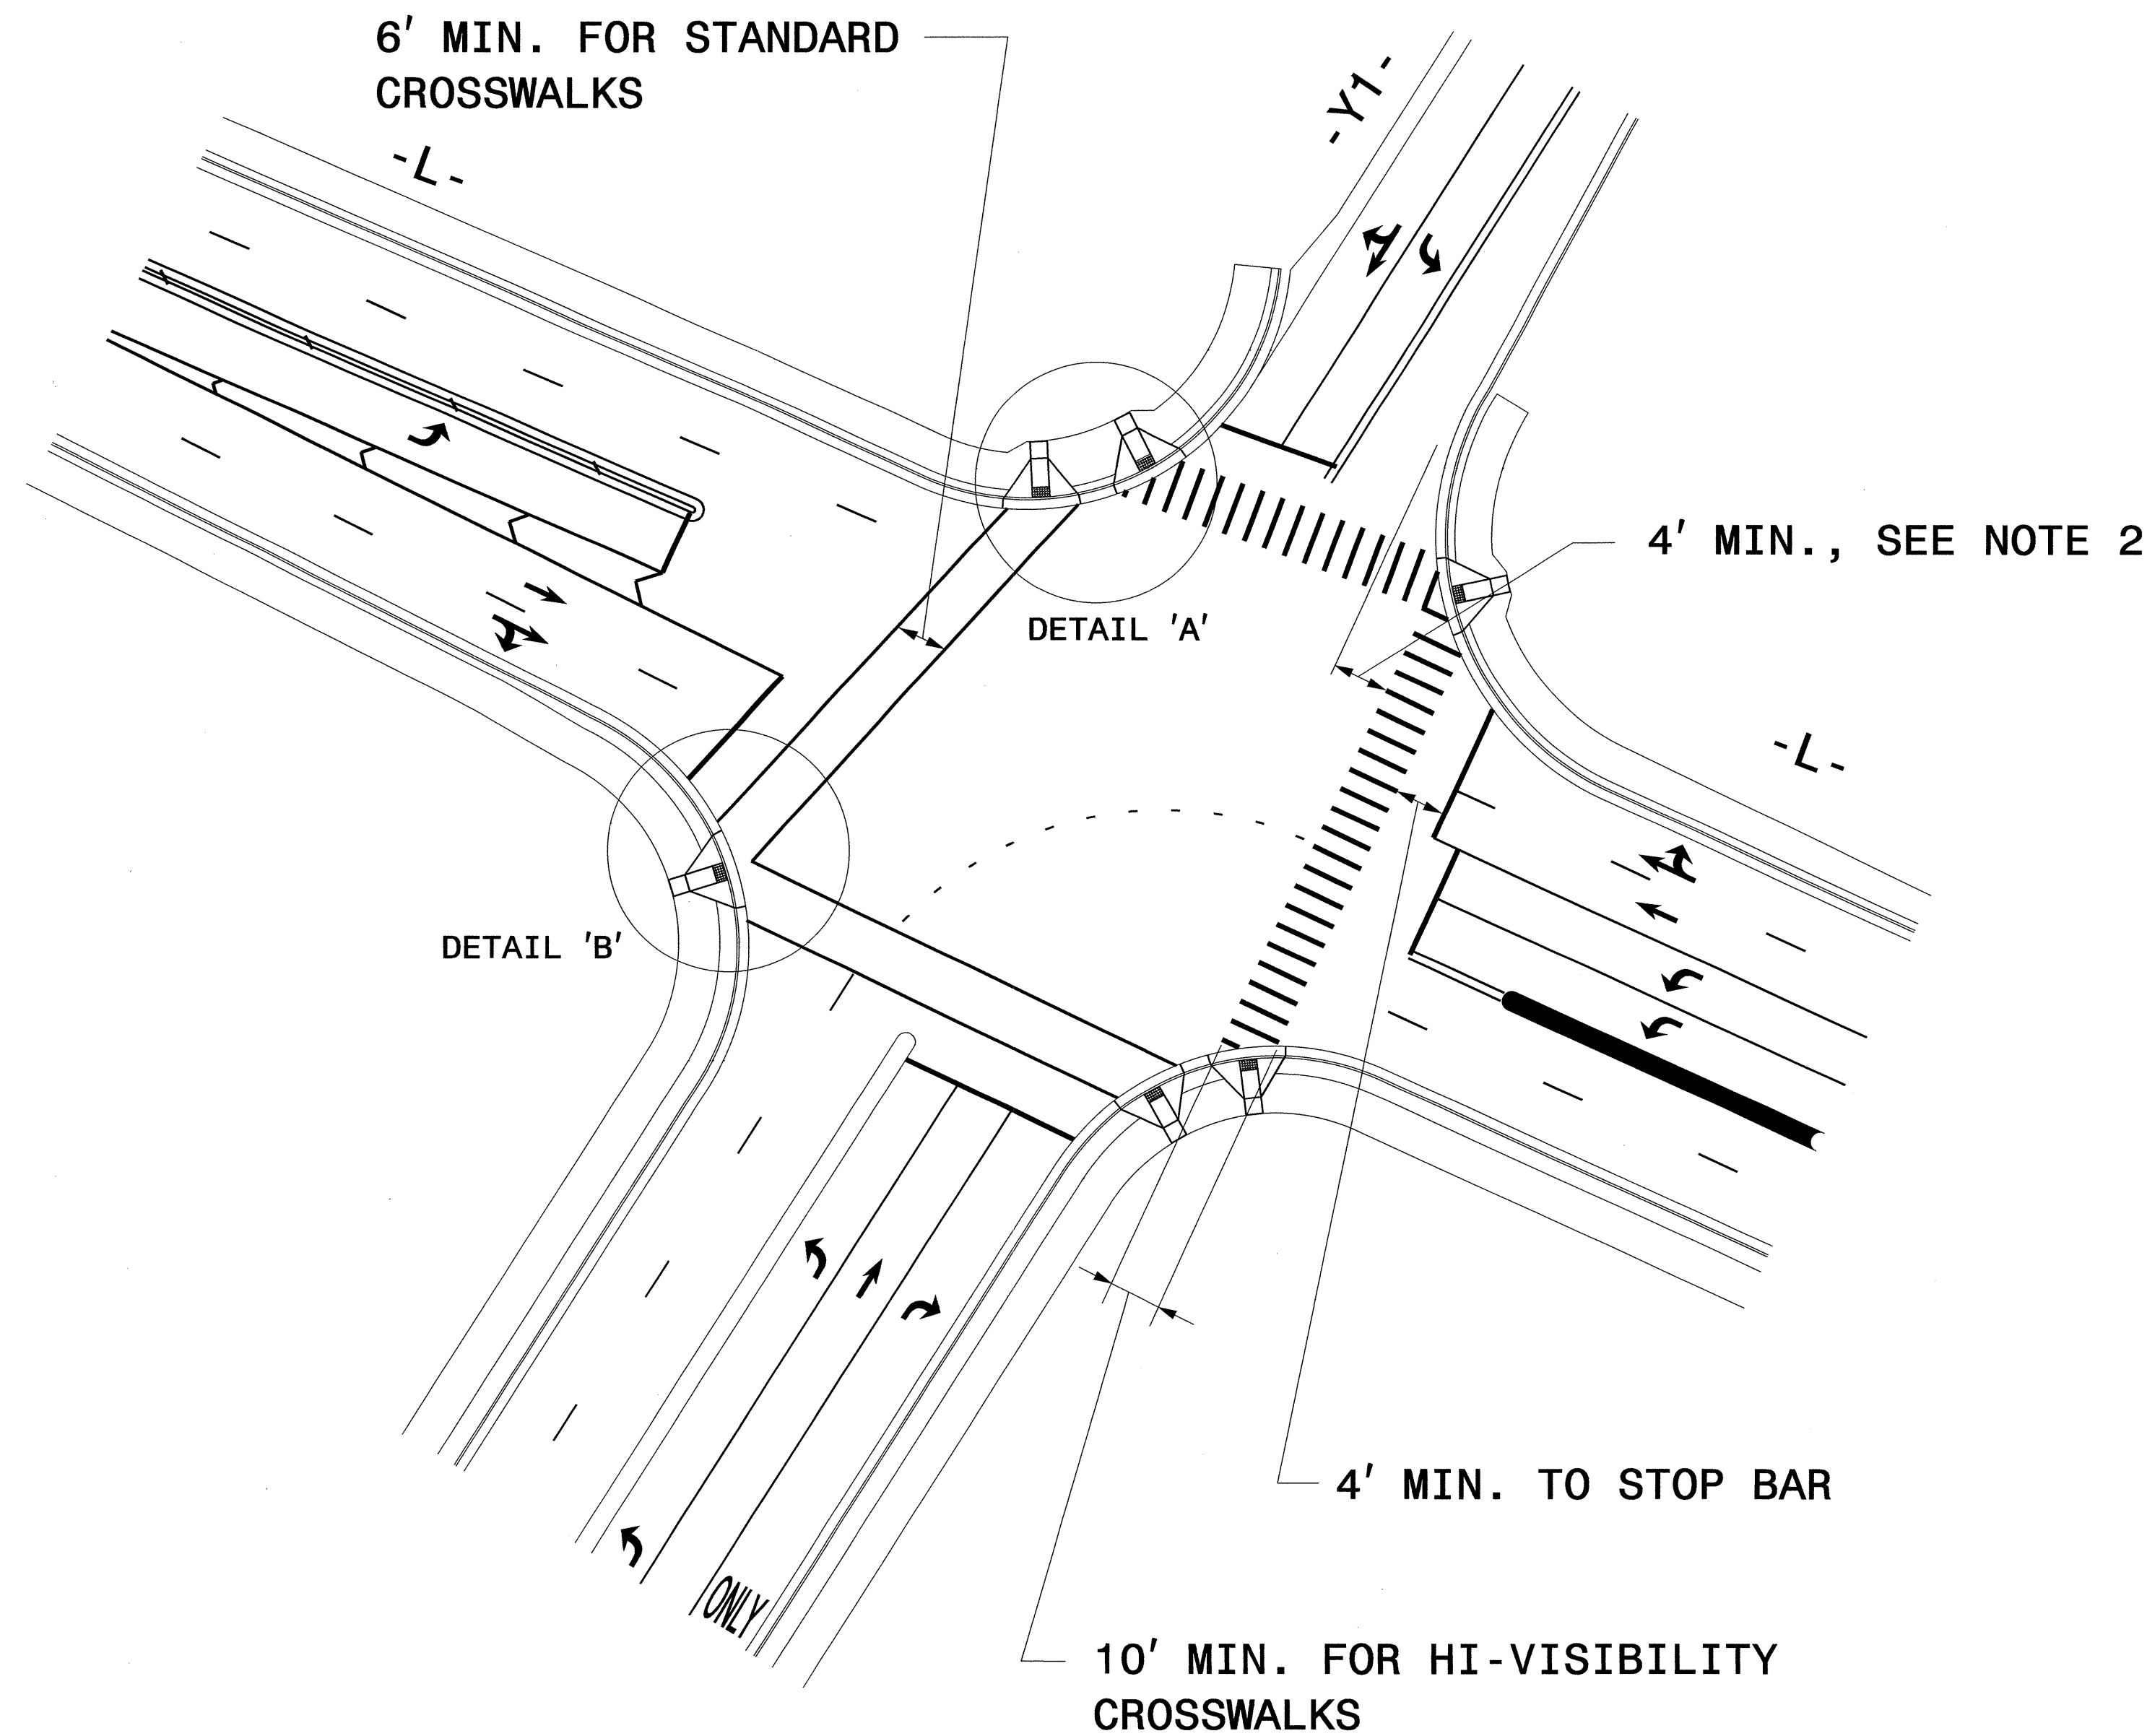 6' MIN. FOR STANDARD
CROSSWALKS
-Y1-
-L-
4' MIN., SEE NOTE 2
DETAIL 'A'
-L-
DETAIL 'B'
4' MIN. TO STOP BAR
ONLY
10' MIN. FOR HI-VISIBILITY
CROSSWALKS